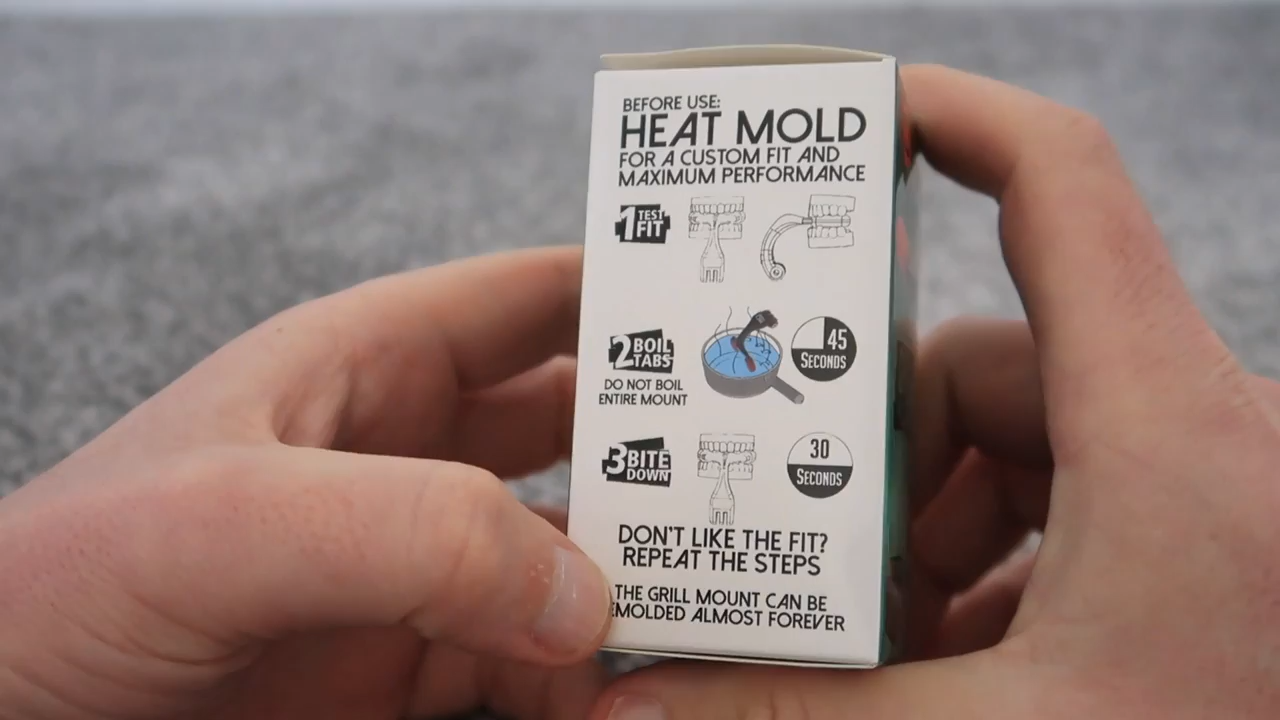 BEFORE USE:
HEAT MOLD
FOR A CUSTOM FIT AND
MAXIMUM PERFORMANCE
1 TEST
FIT
2 BOIL
TABS
45
SECONDS
DO NOT BOIL
ENTIRE MOUNT
3 BITE
DOWN
30
SECONDS
DON'T LIKE THE FIT?
REPEAT THE STEPS
THE GRILL MOUNT CAN BE
ALMOST FOREVER